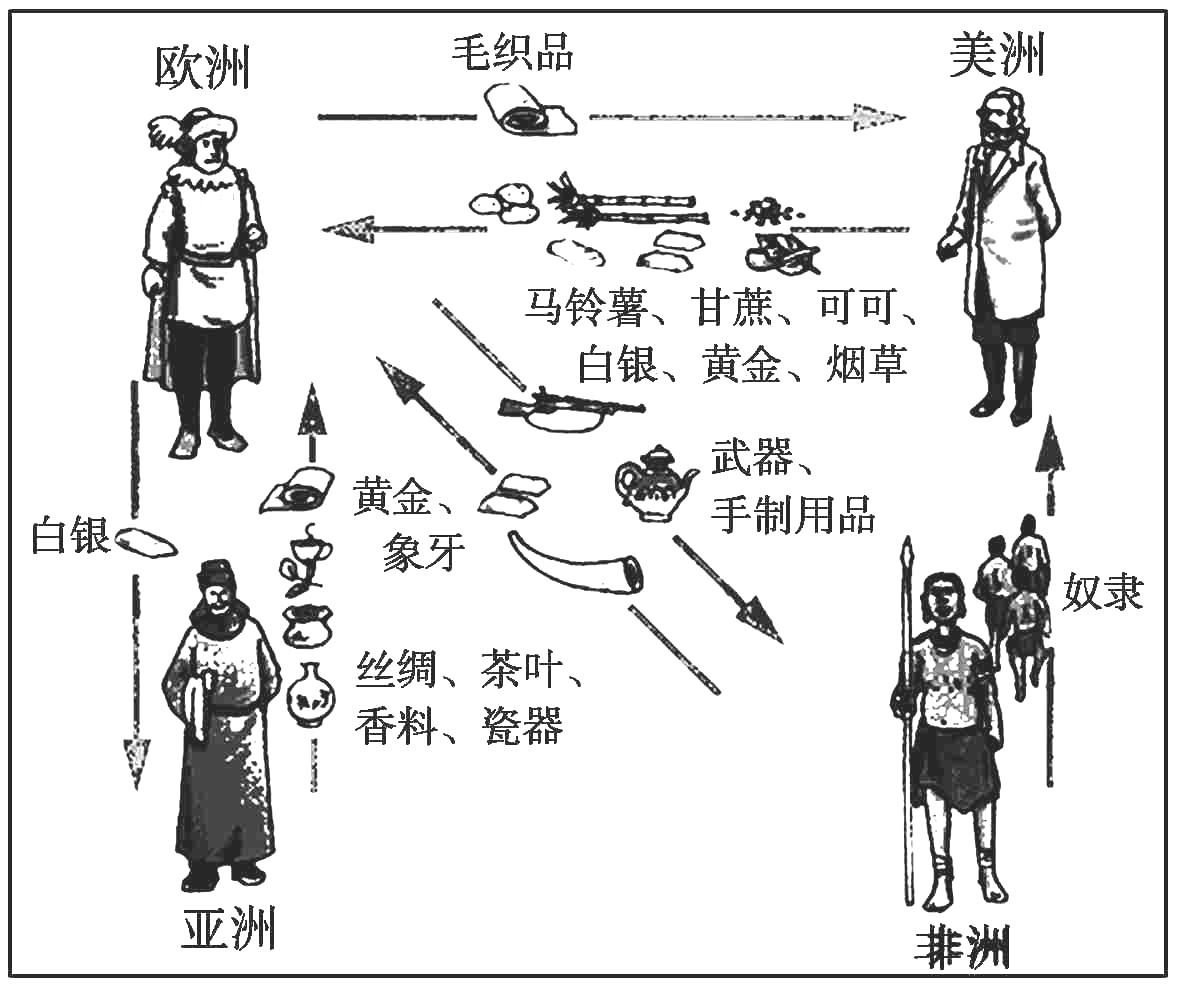 欧洲
毛织品
美洲
马铃薯、甘蔗、可可、
白银、黄金、烟草
武器、
手制用品
黄金、
象牙
白银
奴隶
丝绸、茶叶、
香料、瓷器
亚洲
非洲